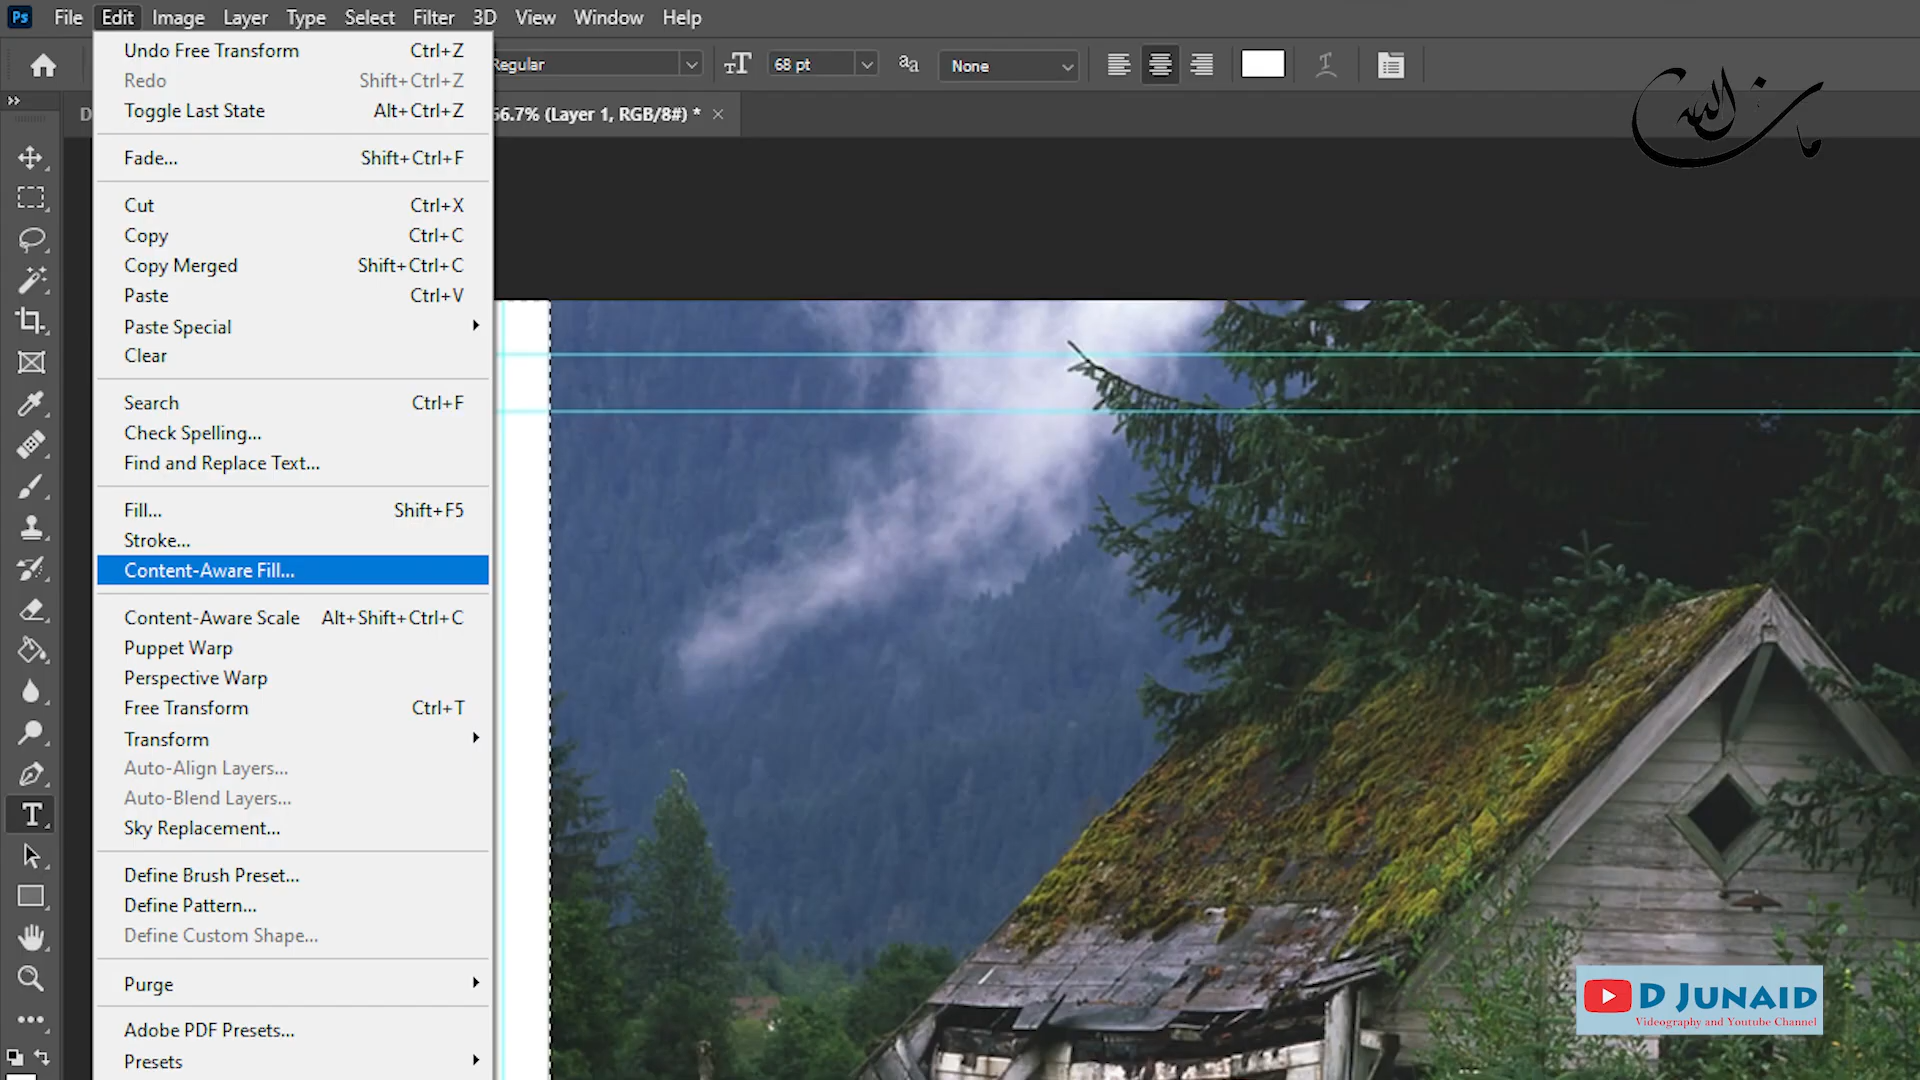 Ps File Edit Image Layer Type Select Filter 3D View Window Help
Regular 68 pt aa None
66.7% (Layer 1, RGB/8#) * ×
Undo Free Transform Ctrl+Z
Redo Shift+Ctrl+Z
Toggle Last State Alt+Ctrl+Z
Fade... Shift+Ctrl+F
Cut Ctrl+X
Copy Ctrl+C
Copy Merged Shift+Ctrl+C
Paste Ctrl+V
Paste Special
Clear
Search Ctrl+F
Check Spelling...
Find and Replace Text...
Fill... Shift+F5
Stroke...
Content-Aware Fill...
Content-Aware Scale Alt+Shift+Ctrl+C
Puppet Warp
Perspective Warp
Free Transform Ctrl+T
Transform
Auto-Align Layers...
Auto-Blend Layers...
Sky Replacement...
Define Brush Preset...
Define Pattern...
Define Custom Shape...
Purge
Adobe PDF Presets...
Presets
D JUNAID
Videography and Youtube Channel